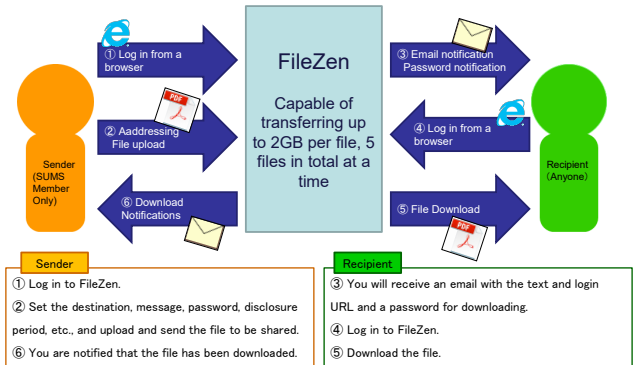 ① Log in from a
browser
PDF
② Aaddressing
File upload
⑥ Download
Notifications
Sender
(SUMS
Member
Only)
FileZen
Capable of
transferring up
to 2GB per file, 5
files in total at a
time
③ Email notification
Password notification
④ Log in from a
browser
⑤ File Download
PDF
Recipient
(Anyone)
Sender
① Log in to FileZen.
② Set the destination, message, password, disclosure
period, etc., and upload and send the file to be shared.
⑥ You are notified that the file has been downloaded.
Recipient
③ You will receive an email with the text and login
URL and a password for downloading.
④ Log in to FileZen.
⑤ Download the file.